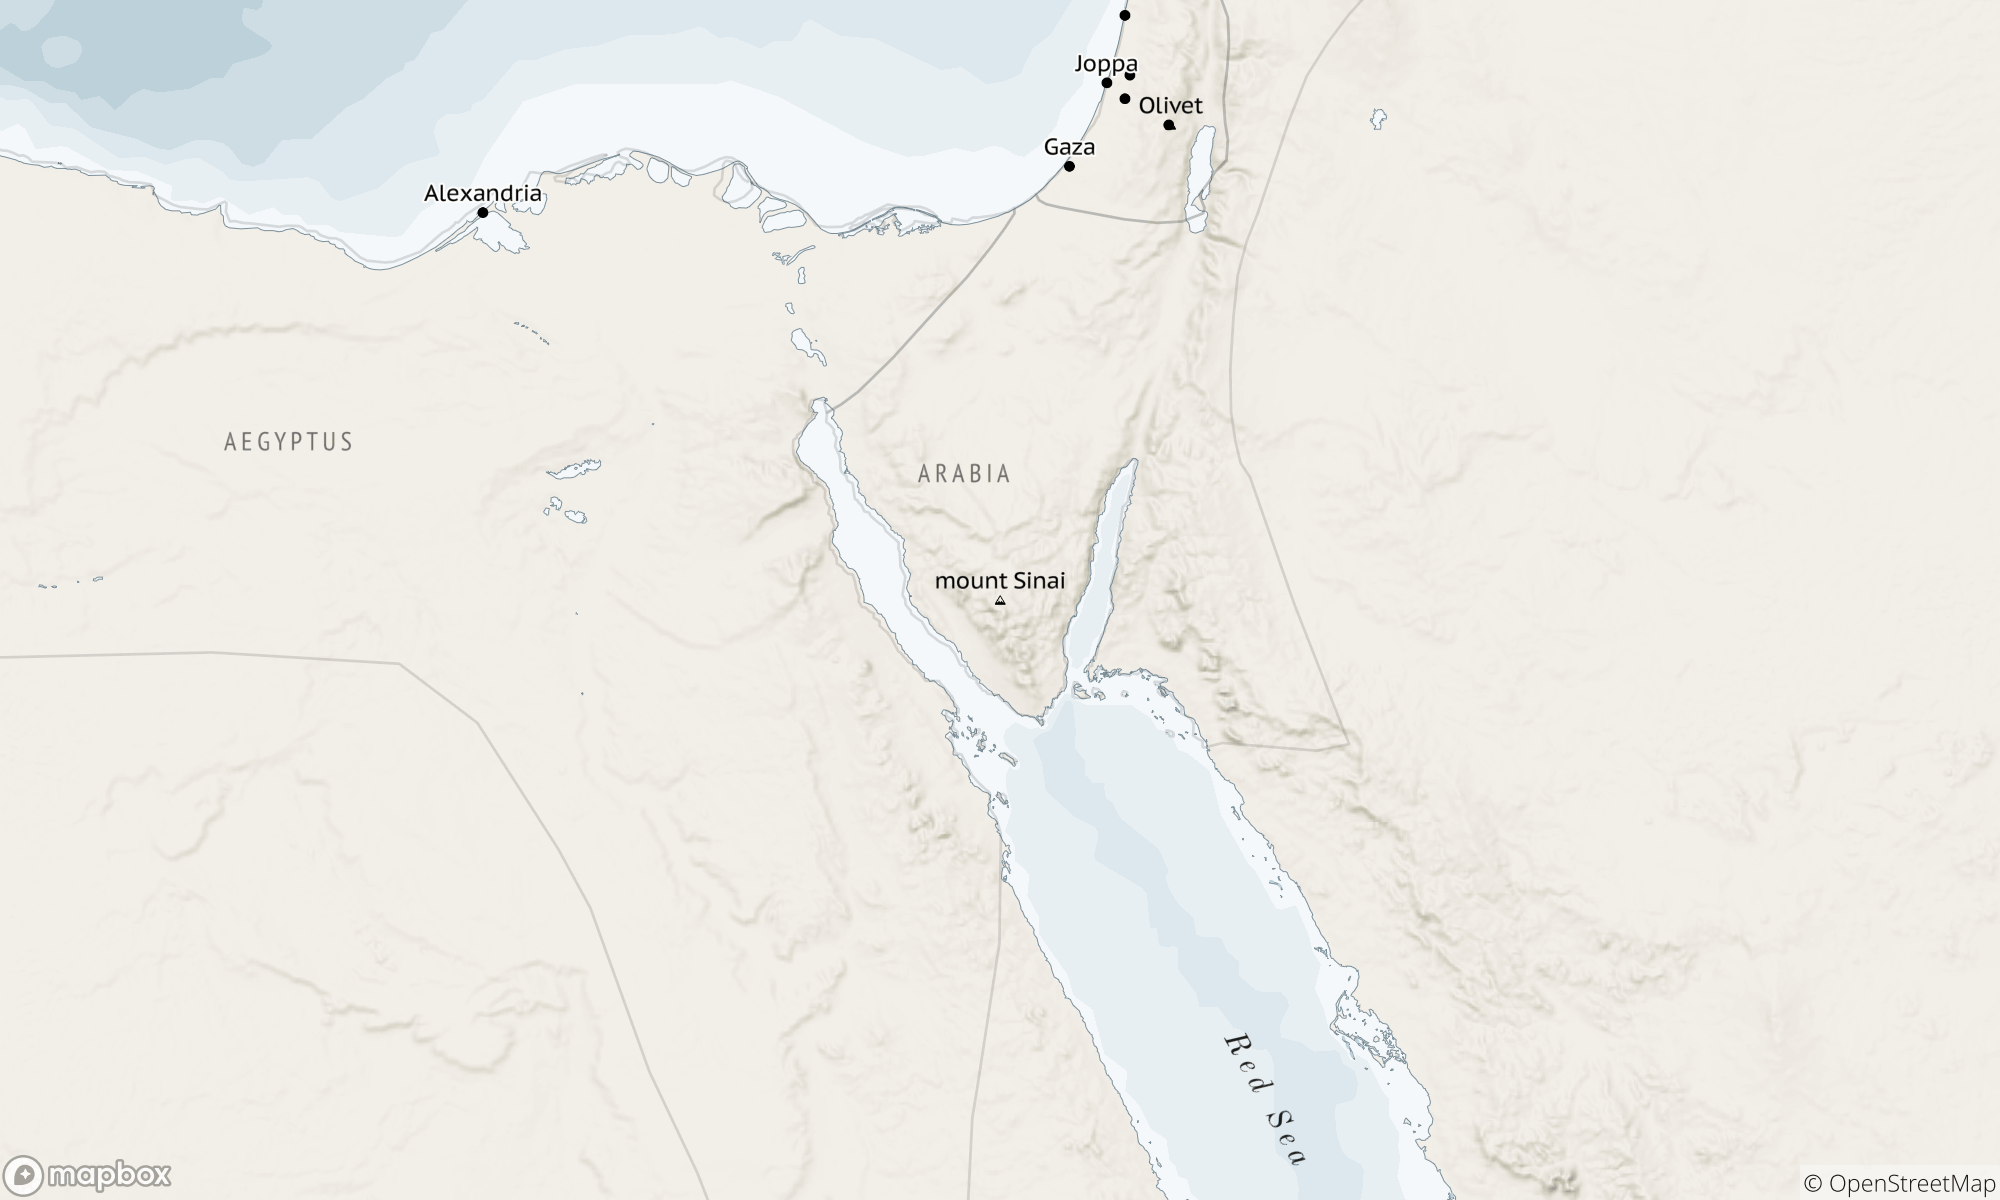 Joppa
Olivet
Gaza
Alexandria
AEGYPTUS
ARABIA
mount Sinai
Red Sea
mapbox
© OpenStreetMap